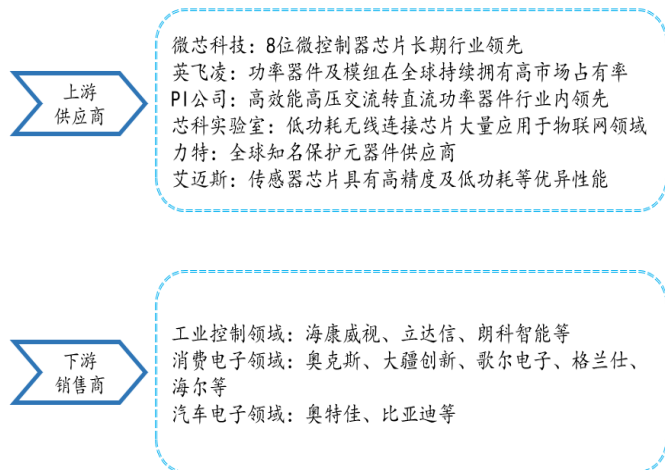 上游
供应商
微芯科技：8位微控制器芯片长期行业领先
英飞凌：功率器件及模组在全球持续拥有高市场占有率
PI公司：高效能高压交流转直流功率器件行业内领先
芯科实验室：低功耗无线连接芯片大量应用于物联网领域
力特：全球知名保护元器件供应商
艾迈斯：传感器芯片具有高精度及低功耗等优异性能
下游
销售商
工业控制领域：海康威视、立达信、朗科智能等
消费电子领域：奥克斯、大疆创新、歌尔电子、格兰仕、
海尔等
汽车电子领域：奥特佳、比亚迪等